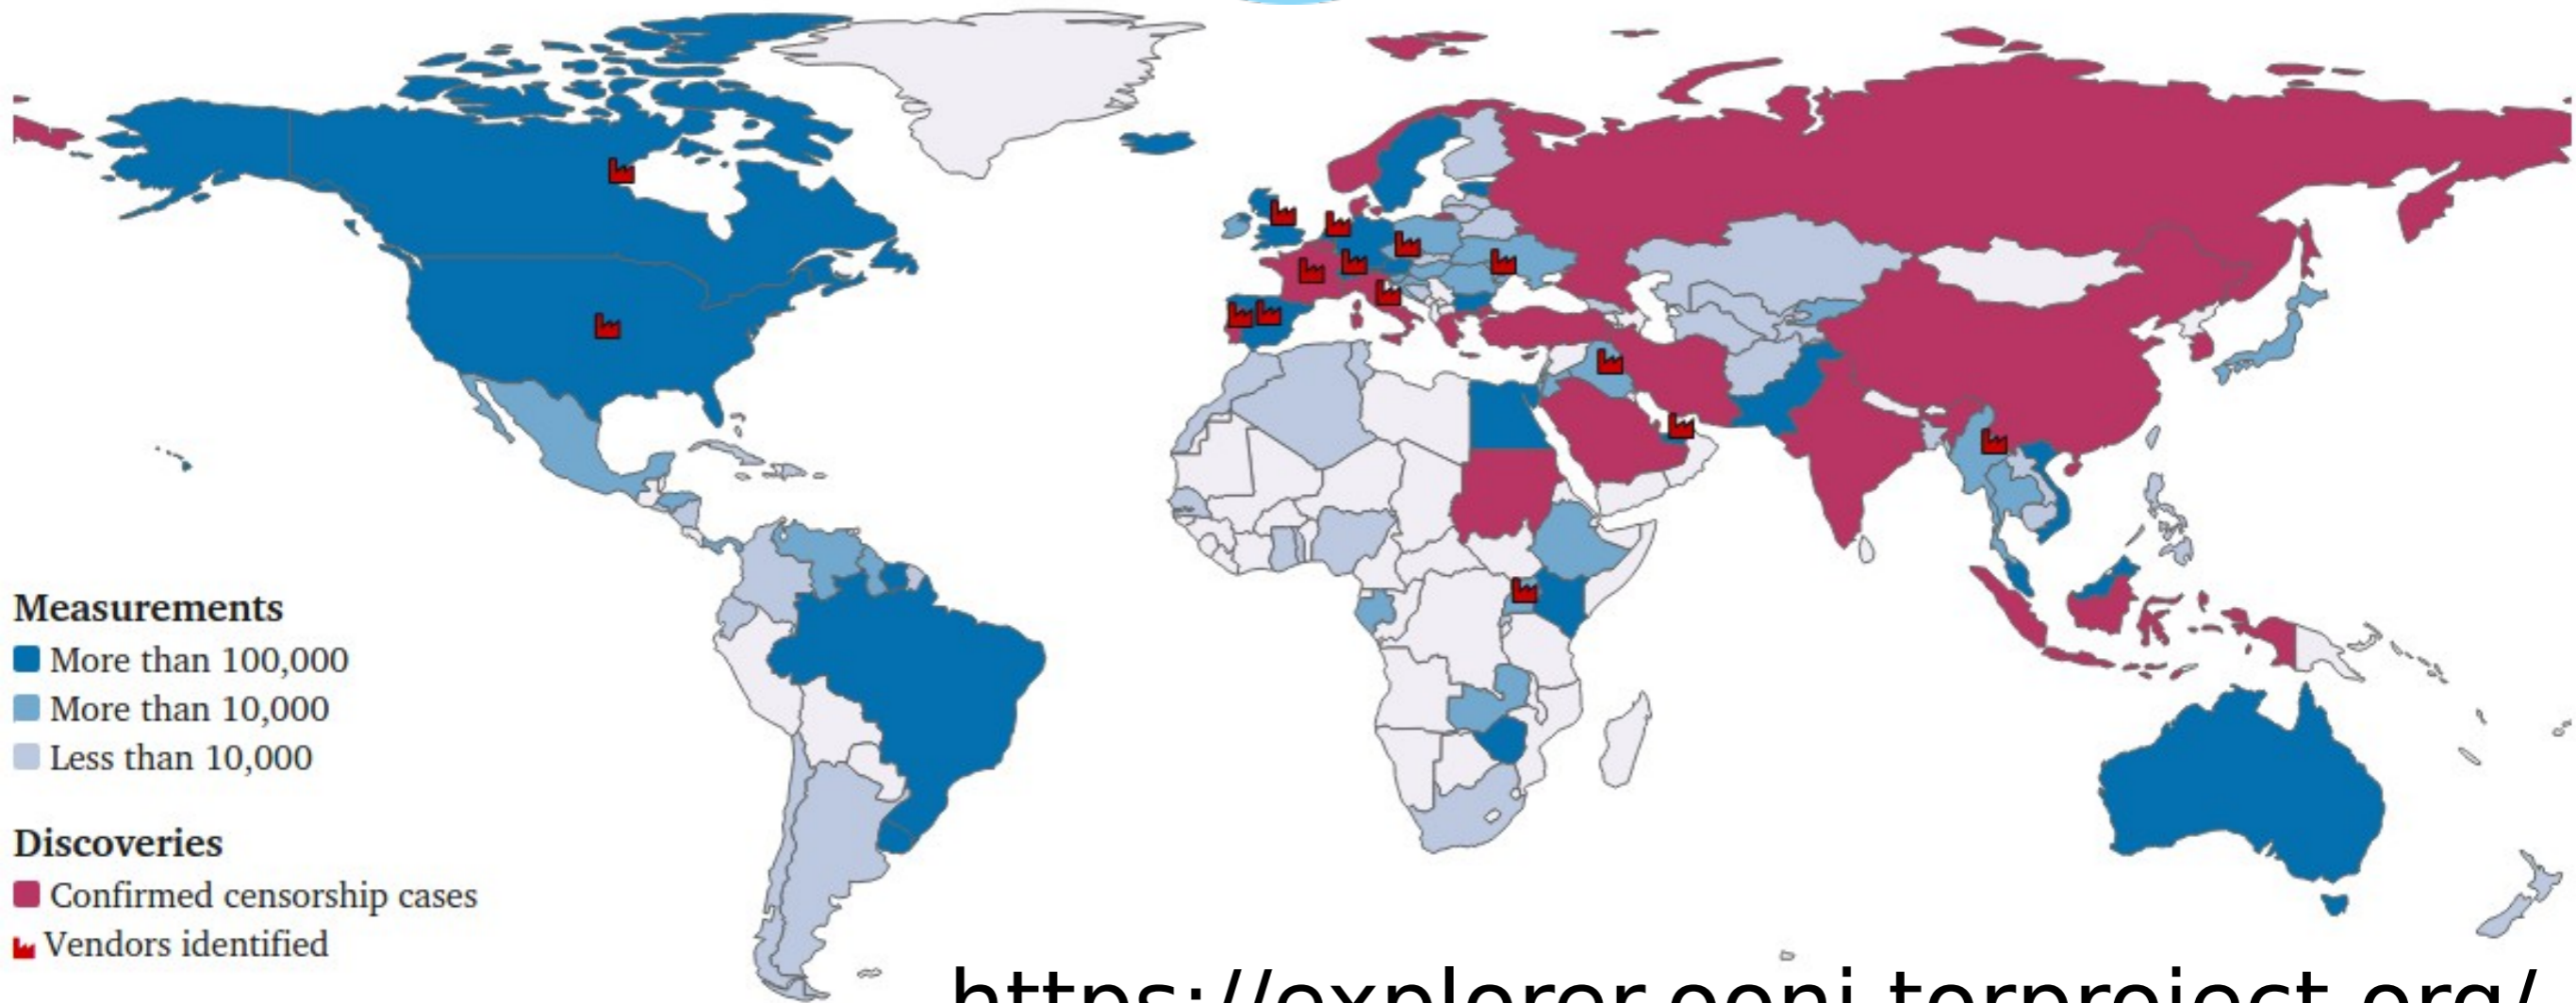 Measurements
More than 100,000
More than 10,000
Less than 10,000
Discoveries
Confirmed censorship cases
Vendors identified
https://explorer.ooni.torproject.org/